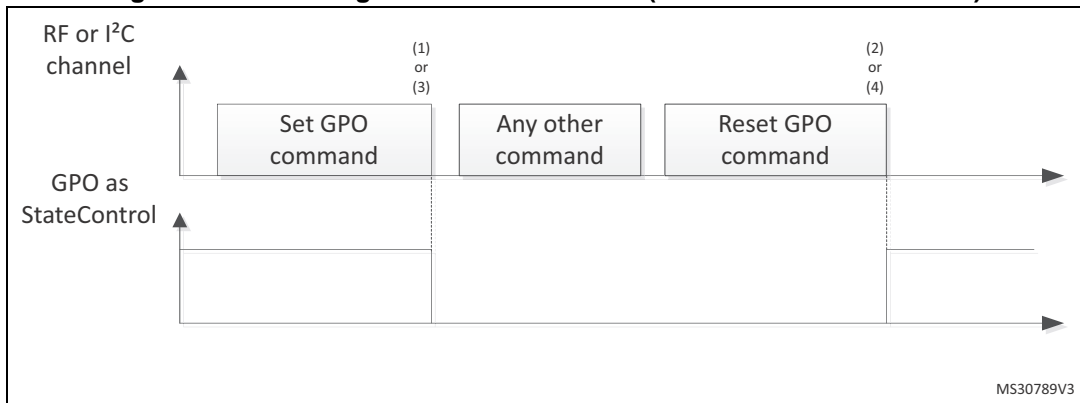 RF or I²C
channel
(1)
or
(3)
(2)
or
(4)
Set GPO
command
Any other
command
Reset GPO
command
GPO as
StateControl
MS30789V3